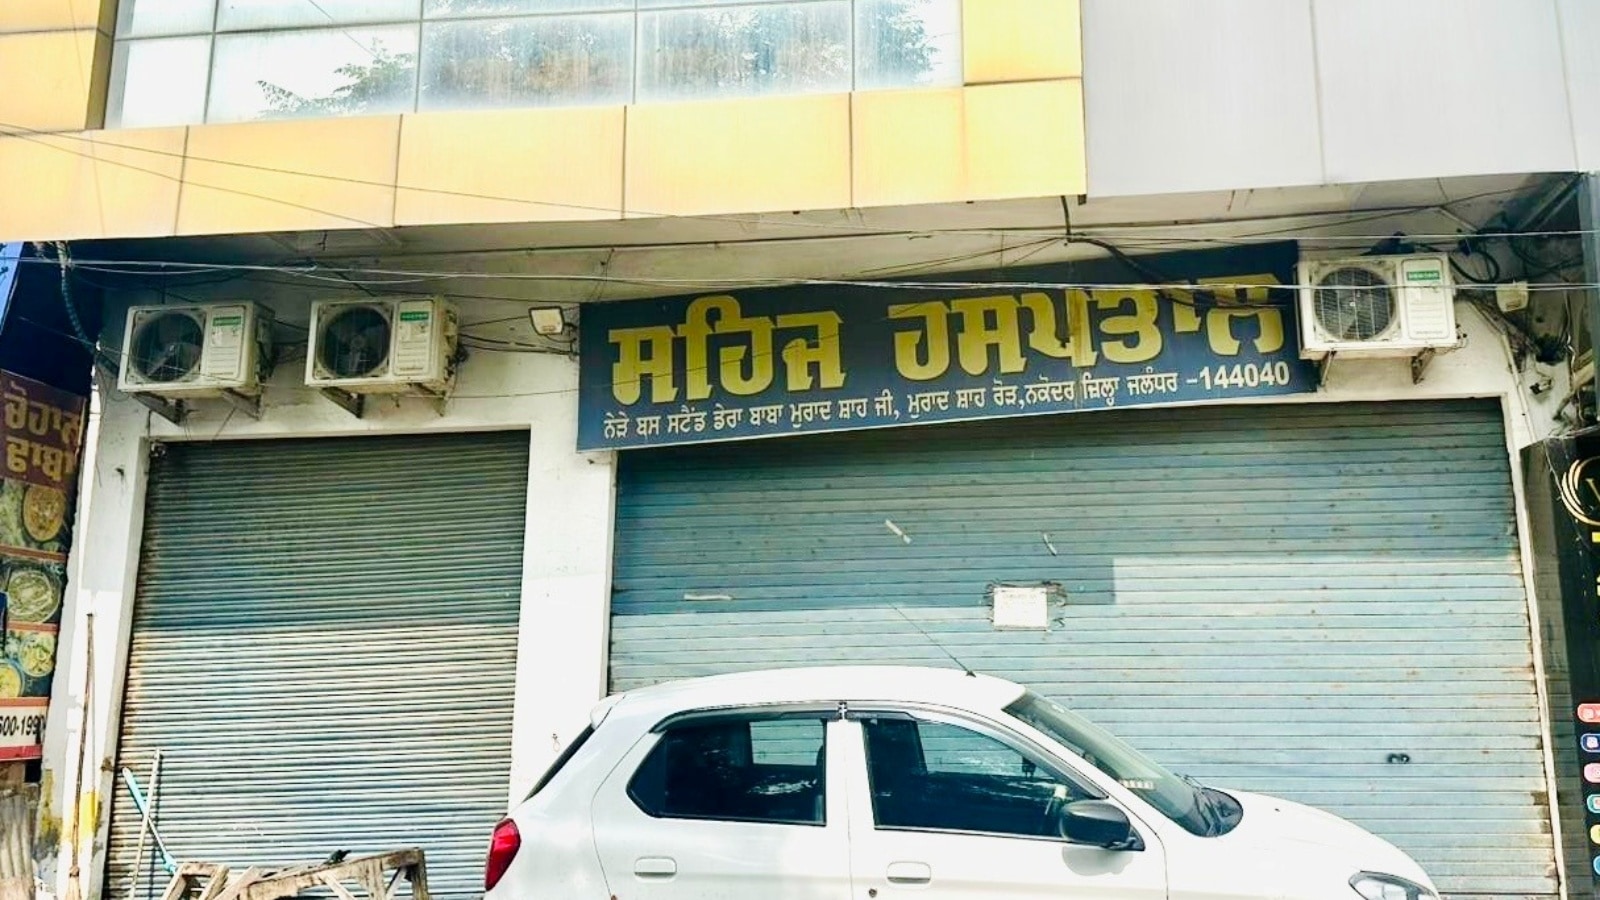 ਸਹਿਜ ਹਸਪਤਾਲ
ਨੇੜੇ ਬਸ ਸਟੈਂਡ ਡੇਰਾ ਬਾਬਾ ਮੁਰਾਦ ਸ਼ਾਹ ਜੀ, ਮੁਰਾਦ ਸ਼ਾਹ ਰੋਡ,ਨਕੋਦਰ ਜ਼ਿਲ੍ਹਾ ਜਲੰਧਰ -144040
ਚੋਹਾਨ
ਢਾਬਾ